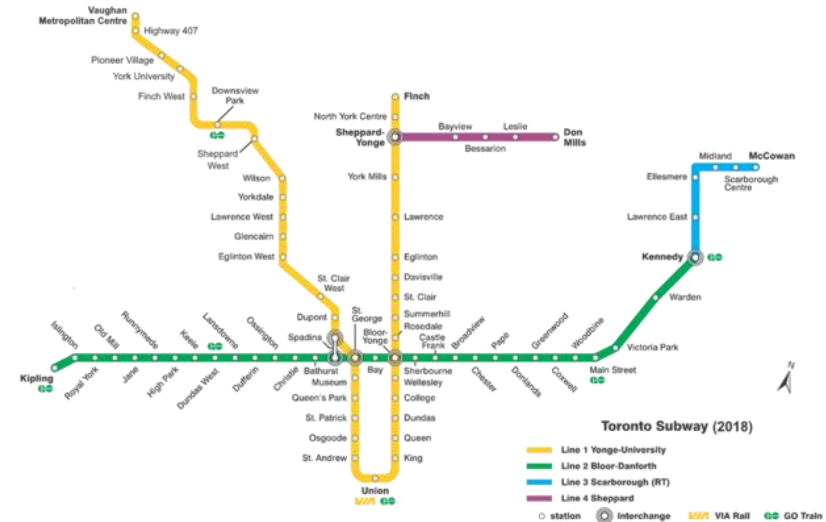 Vaughan
Metropolitan Centre
Highway 407
Pioneer Village
York University
Finch West
Downsview
Park
Sheppard
West
Wilson
Yorkdale
Lawrence West
Glencairn
Eglinton West
St. Clair
West
Dupont
Spadina
St.
George
Finch
North York Centre
Sheppard-
Yonge
Bayview
Leslie
Bessarion
Don
Mills
York Mills
Lawrence
Eglinton
Davisville
St. Clair
Summerhill
Rosedale
Bloor-
Yonge
Midland
McCowan
Ellesmere
Scarborough
Centre
Lawrence East
Kennedy
Warden
Victoria Park
Main Street
Kipling
Islington
Royal York
Old Mill
Jane
Runnymede
High Park
Keele
Dundas West
Lansdowne
Dufferin
Ossington
Christie
Bathurst
Bay
Sherbourne
Castle
Frank
Broadview
Chester
Pape
Donlands
Greenwood
Coxwell
Woodbine
Museum
Queen's Park
St. Patrick
Osgoode
St. Andrew
Union
Wellesley
College
Dundas
Queen
King
N
Toronto Subway (2018)
Line 1 Yonge-University
Line 2 Bloor-Danforth
Line 3 Scarborough (RT)
Line 4 Sheppard
station
Interchange
VIA Rail
GO Train